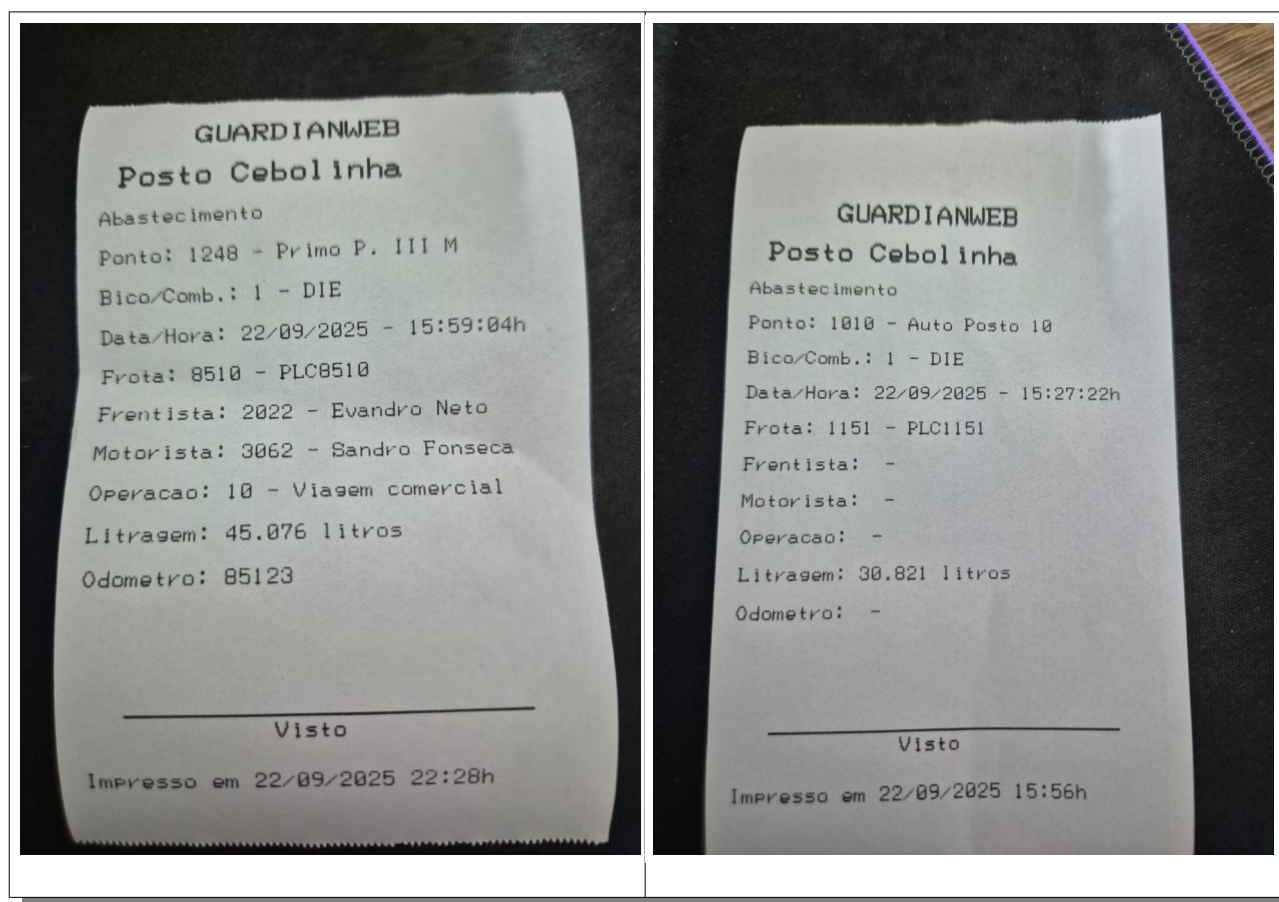 GUARDIANWEB
Posto Cebolinha
Abastecimento
Ponto: 1248 - Primo P. III M
Bico/Comb.: 1 - DIE
Data/Hora: 22/09/2025 - 15:59:04h
Frota: 8510 - PLC8510
Frentista: 2022 - Evandro Neto
Motorista: 3062 - Sandro Fonseca
Operacao: 10 - Viagem comercial
Litragem: 45.076 litros
Odometro: 85123
Visto
Impresso em 22/09/2025 22:28h
GUARDIANWEB
Posto Cebolinha
Abastecimento
Ponto: 1010 - Auto Posto 10
Bico/Comb.: 1 - DIE
Data/Hora: 22/09/2025 - 15:27:22h
Frota: 1151 - PLC1151
Frentista: -
Motorista: -
Operacao: -
Litragem: 30.821 litros
Odometro: -
Visto
Impresso em 22/09/2025 15:56h